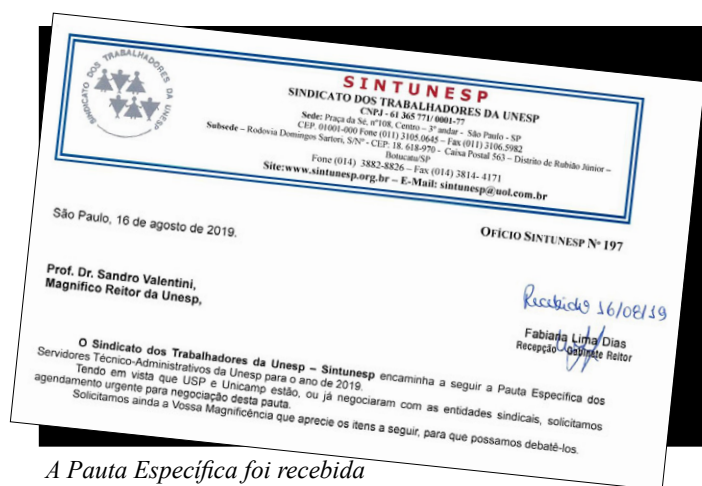 SINDICATO DOS TRABALHADORES DA UNESP
SINTUNESP
SINDICATO DOS TRABALHADORES DA UNESP
CNPJ - 61 365 771/ 0001-77
Sede: Praça da Sé, nº108, Centro – 3º andar - São Paulo - SP
CEP. 01001-000 Fone (011) 3105.0645 – Fax (011) 3106.5982
Subsede – Rodovia Domingos Sartori, S/Nº - CEP: 18. 618-970 - Caixa Postal 563 – Distrito de Rubião Júnior –
Botucatu/SP
Fone (014) 3882-8826 – Fax (014) 3814- 4171
Site:www.sintunesp.org.br – E-Mail: sintunesp@uol.com.br
OFÍCIO SINTUNESP Nº 197
São Paulo, 16 de agosto de 2019.
Prof. Dr. Sandro Valentini,
Magnifico Reitor da Unesp,
Recebido 16/08/19
Fabiana Lima Dias
Recepção Gabinete Reitor
O Sindicato dos Trabalhadores da Unesp – Sintunesp encaminha a seguir a Pauta Específica dos
Servidores Técnico-Administrativos da Unesp para o ano de 2019.
Tendo em vista que USP e Unicamp estão, ou já negociaram com as entidades sindicais, solicitamos
agendamento urgente para negociação desta pauta.
Solicitamos ainda a Vossa Magnificência que aprecie os itens a seguir, para que possamos debatê-los.
A Pauta Específica foi recebida